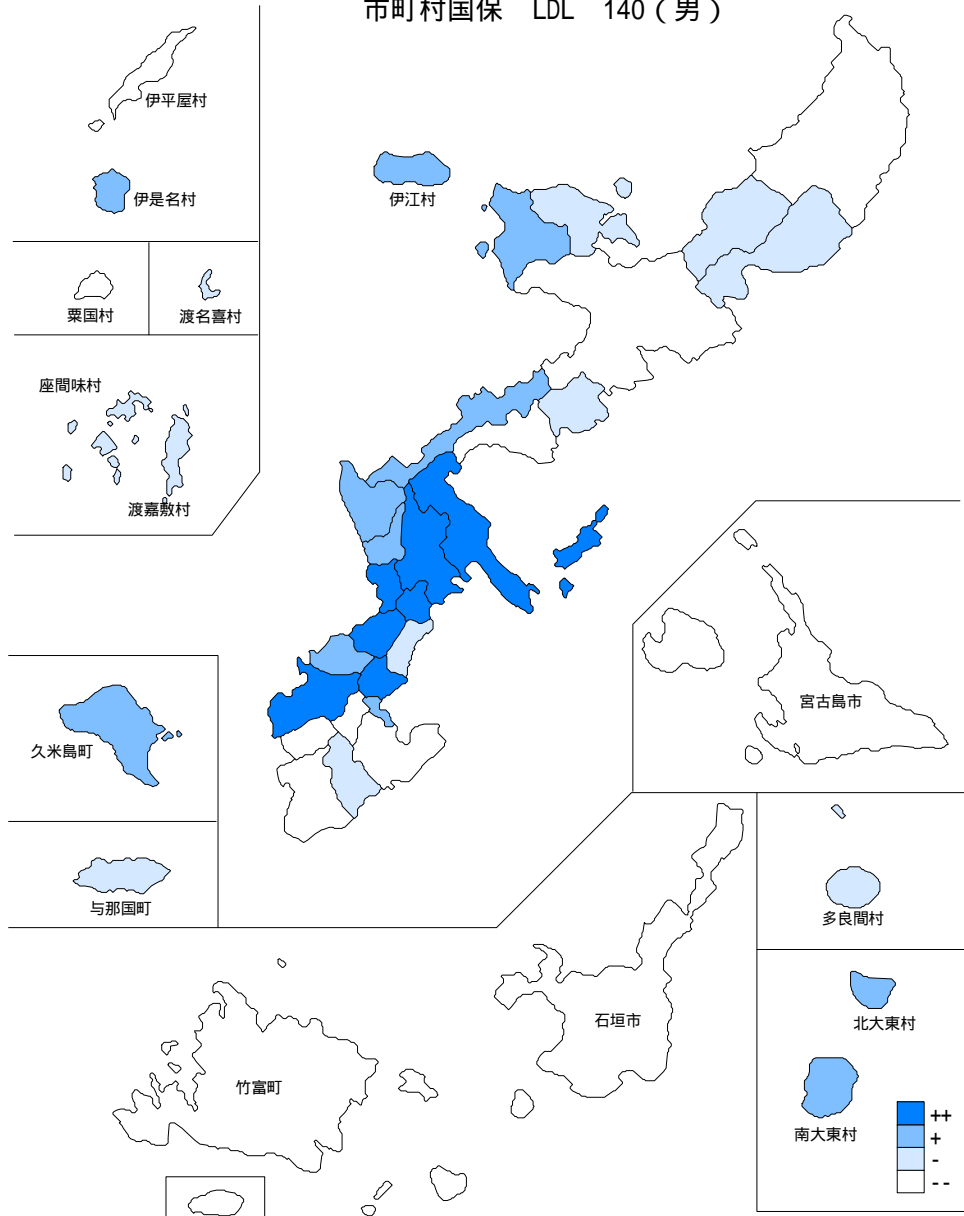 市町村国保　LDL　140（男）
伊平屋村
伊是名村
伊江村
粟国村
渡名喜村
座間味村
渡嘉敷村
久米島町
宮古島市
与那国町
多良間村
石垣市
北大東村
竹富町
南大東村
++
+
-
--